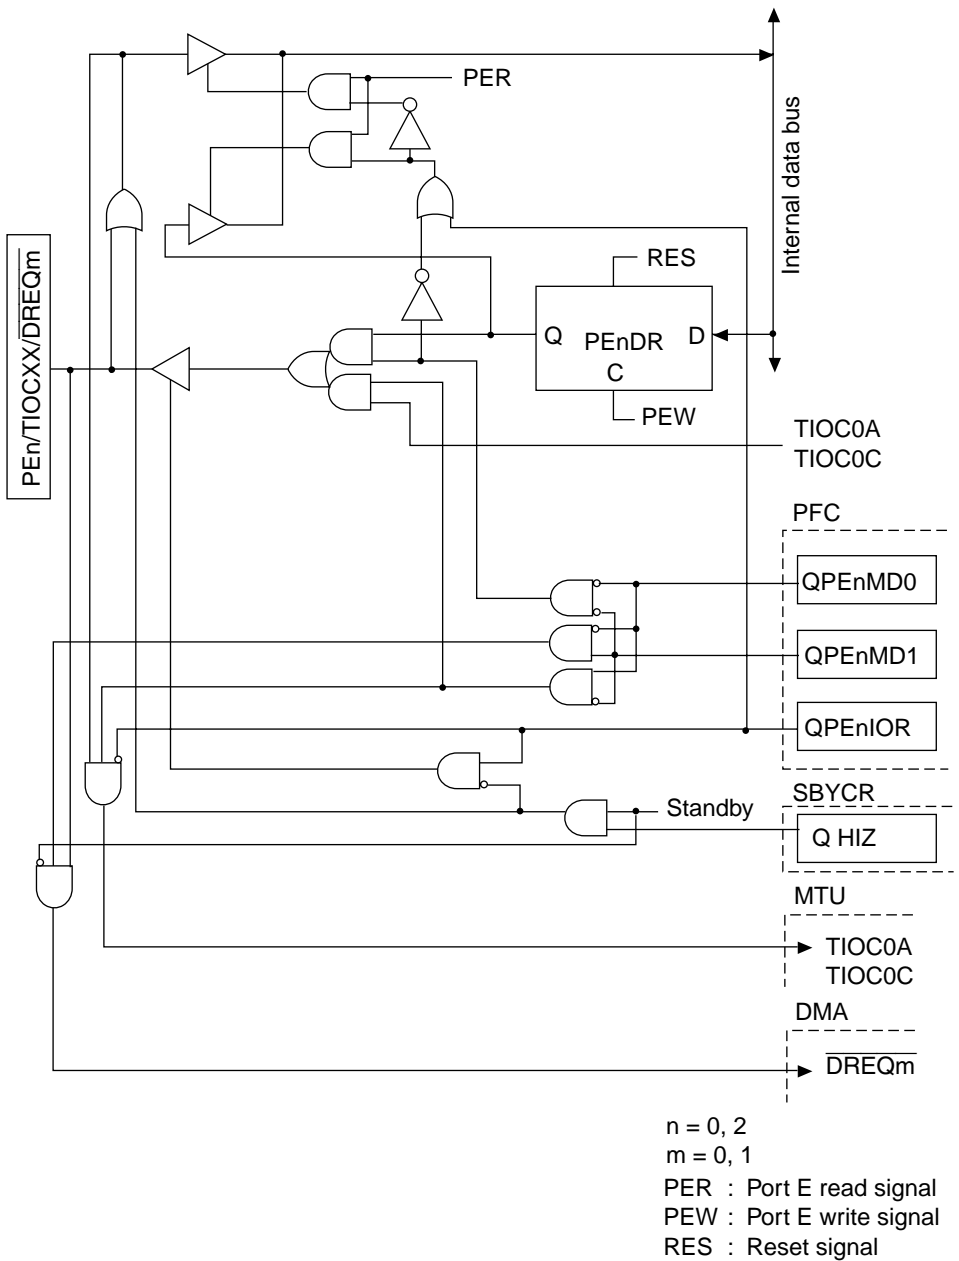 PER
Internal data bus
RES
PEn/TIOCXX/DREQm
Q PEnDR D
C
PEW
TIOC0A
TIOC0C
PFC
QPEnMD0
QPEnMD1
QPEnIOR
SBYCR
Standby
Q HIZ
MTU
TIOC0A
TIOC0C
DMA
DREQm
n = 0, 2
m = 0, 1
PER : Port E read signal
PEW : Port E write signal
RES : Reset signal